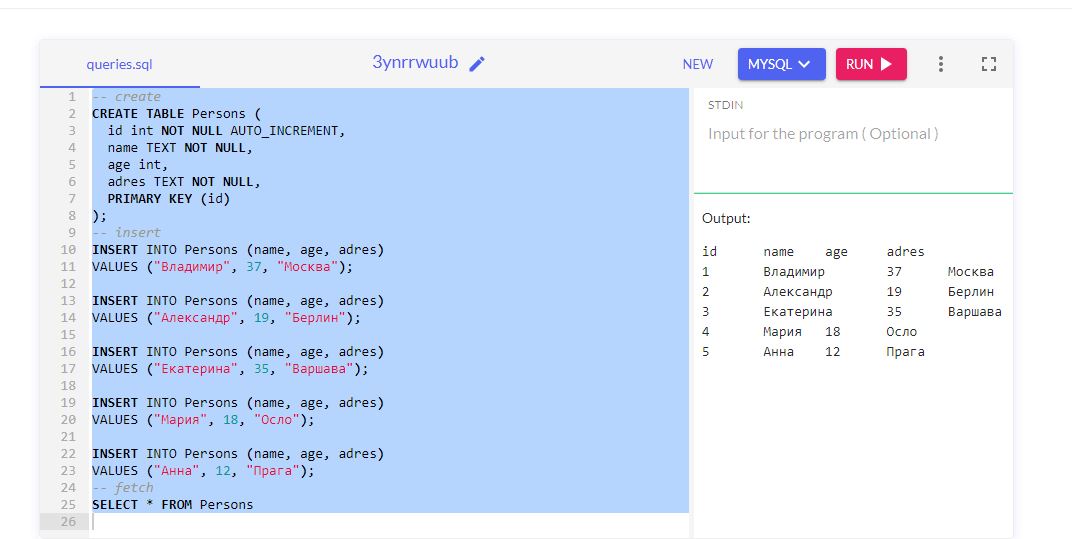 queries.sql
3ynrrwuub
NEW
MYSQL
RUN
1 -- create
2 CREATE TABLE Persons (
3   id int NOT NULL AUTO_INCREMENT,
4   name TEXT NOT NULL,
5   age int,
6   adres TEXT NOT NULL,
7   PRIMARY KEY (id)
8 );
9 -- insert
10 INSERT INTO Persons (name, age, adres)
11 VALUES ("Владимир", 37, "Москва");
12
13 INSERT INTO Persons (name, age, adres)
14 VALUES ("Александр", 19, "Берлин");
15
16 INSERT INTO Persons (name, age, adres)
17 VALUES ("Екатерина", 35, "Варшава");
18
19 INSERT INTO Persons (name, age, adres)
20 VALUES ("Мария", 18, "Осло");
21
22 INSERT INTO Persons (name, age, adres)
23 VALUES ("Анна", 12, "Прага");
24 -- fetch
25 SELECT * FROM Persons
26
STDIN
Input for the program ( Optional )
Output:
id name age adres
1 Владимир 37 Москва
2 Александр 19 Берлин
3 Екатерина 35 Варшава
4 Мария 18 Осло
5 Анна 12 Прага